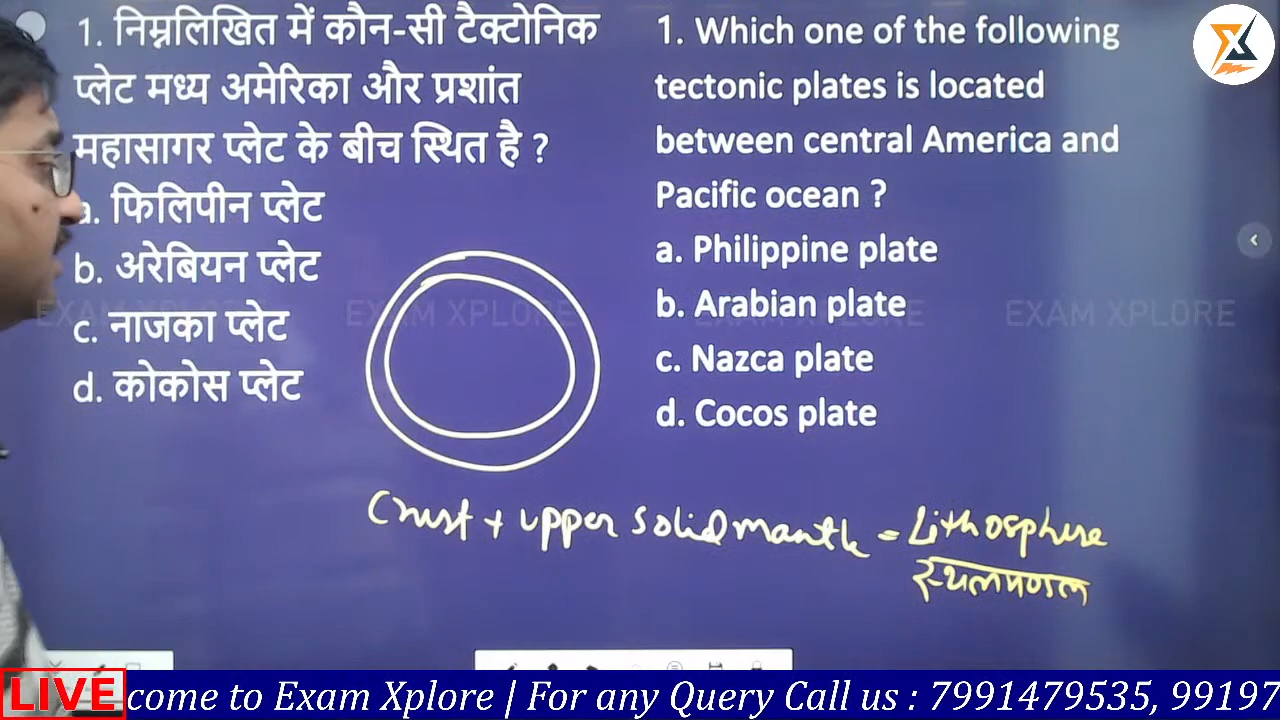 1. निम्नलिखित में कौन-सी टैक्टोनिक
प्लेट मध्य अमेरिका और प्रशांत
महासागर प्लेट के बीच स्थित है ?
a. फिलिपीन प्लेट
b. अरेबियन प्लेट
c. नाजका प्लेट
d. कोकोस प्लेट
1. Which one of the following
tectonic plates is located
between central America and
Pacific ocean ?
a. Philippine plate
b. Arabian plate
c. Nazca plate
d. Cocos plate
EXAM XPLORE EXAM XPLORE EXAM XPLORE
Crust + upper solid mantle = Lithosphere
स्थलमण्डल
LIVE come to Exam Xplore | For any Query Call us : 7991479535, 99197